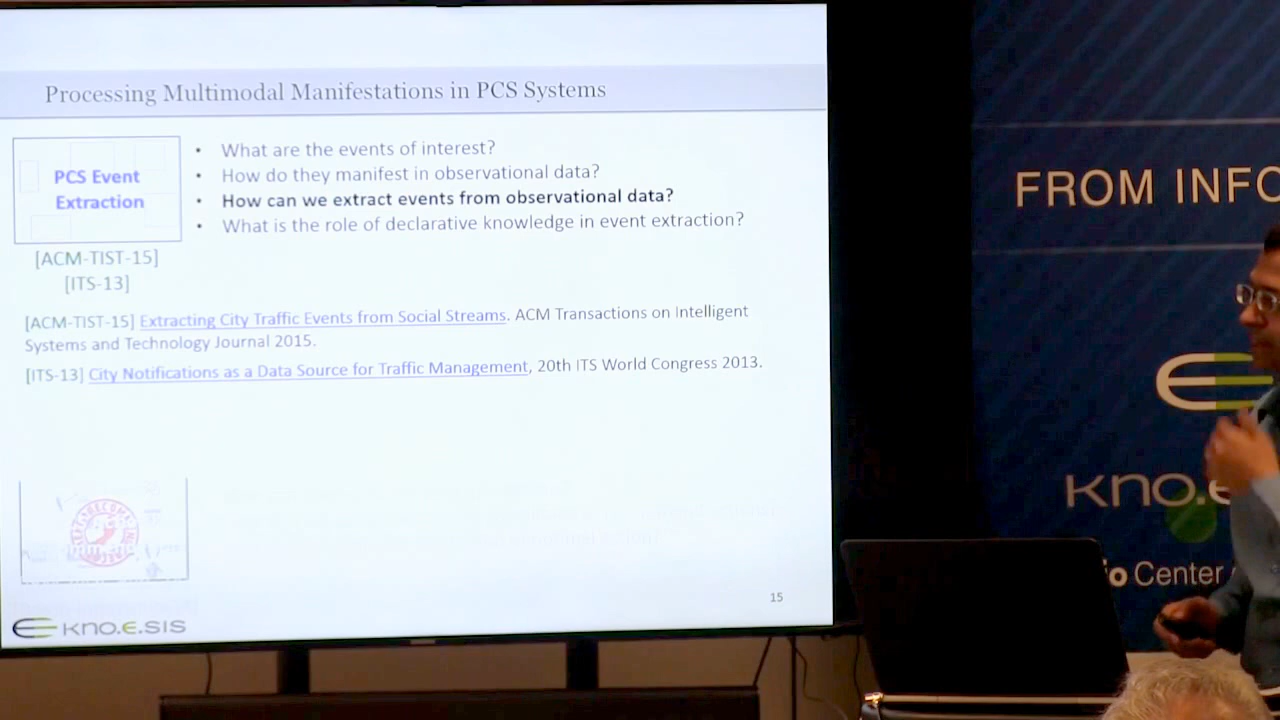 Processing Multimodal Manifestations in PCS Systems
PCS Event
Extraction
• What are the events of interest?
• How do they manifest in observational data?
• How can we extract events from observational data?
• What is the role of declarative knowledge in event extraction?
[ACM-TIST-15]
[ITS-13]
[ACM-TIST-15] Extracting City Traffic Events from Social Streams. ACM Transactions on Intelligent
Systems and Technology Journal 2015.
[ITS-13] City Notifications as a Data Source for Traffic Management, 20th ITS World Congress 2013.
15
kno.e.sis
FROM INFO
kno.e
io Center